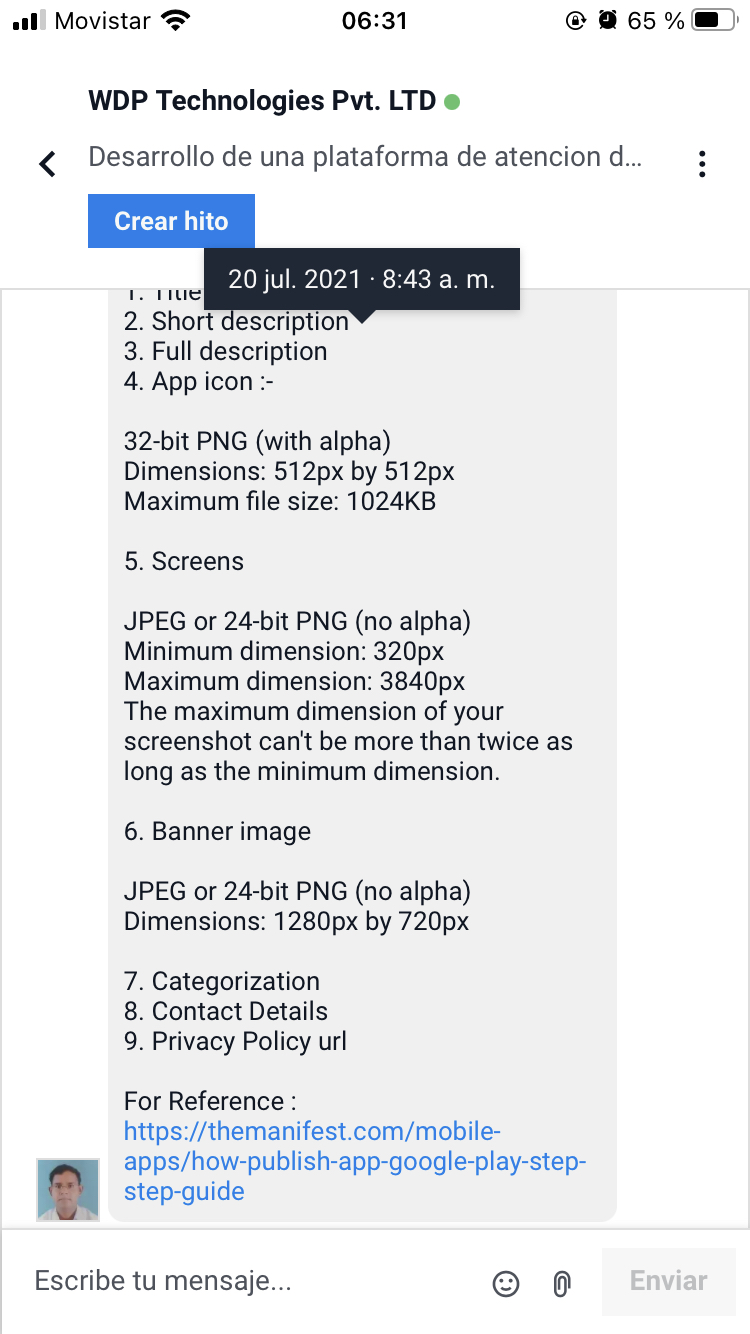 Movistar 06:31 65 %
WDP Technologies Pvt. LTD
Desarrollo de una plataforma de atencion d...
Crear hito
20 jul. 2021 · 8:43 a. m.
1. Title
2. Short description
3. Full description
4. App icon :-
32-bit PNG (with alpha)
Dimensions: 512px by 512px
Maximum file size: 1024KB
5. Screens
JPEG or 24-bit PNG (no alpha)
Minimum dimension: 320px
Maximum dimension: 3840px
The maximum dimension of your
screenshot can't be more than twice as
long as the minimum dimension.
6. Banner image
JPEG or 24-bit PNG (no alpha)
Dimensions: 1280px by 720px
7. Categorization
8. Contact Details
9. Privacy Policy url
For Reference :
https://themanifest.com/mobile-
apps/how-publish-app-google-play-step-
step-guide
Escribe tu mensaje...
Enviar